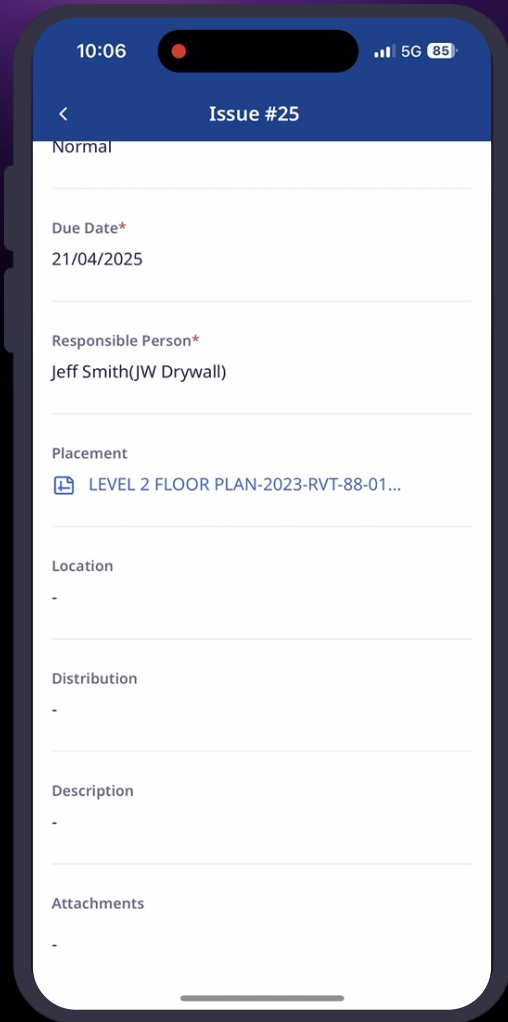 10:06
5G 85
Issue #25
Normal
Due Date*
21/04/2025
Responsible Person*
Jeff Smith(JW Drywall)
Placement
LEVEL 2 FLOOR PLAN-2023-RVT-88-01...
Location
-
Distribution
-
Description
-
Attachments
-